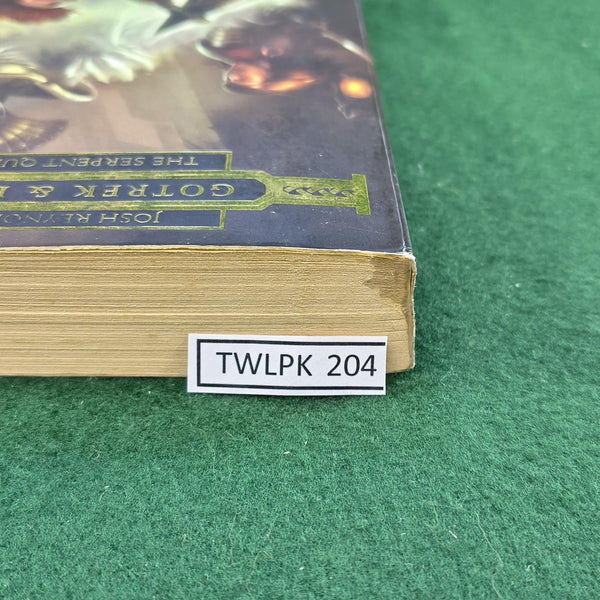 JOSH REYNO
GOTREK &
THE SERPENT QU
TWLPK 204